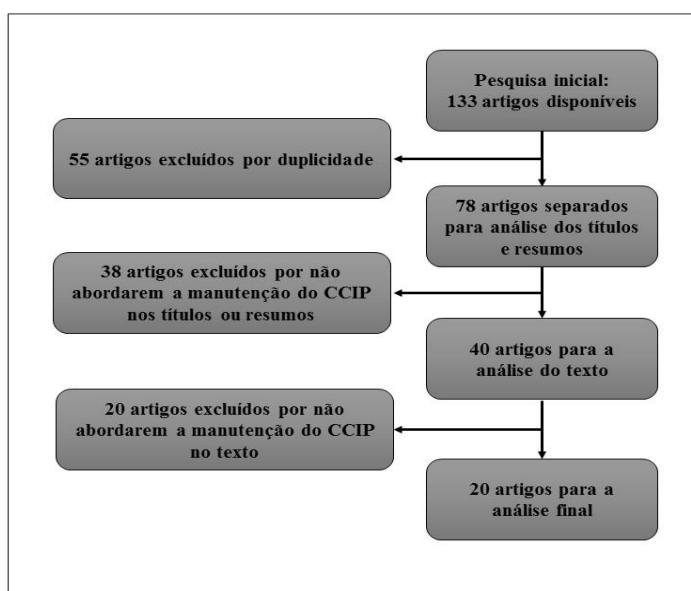 Pesquisa inicial:
133 artigos disponíveis
55 artigos excluídos por duplicidade
78 artigos separados
para análise dos títulos
e resumos
38 artigos excluídos por não
abordarem a manutenção do CCIP
nos títulos ou resumos
40 artigos para a
análise do texto
20 artigos excluídos por não
abordarem a manutenção do CCIP
no texto
20 artigos para a
análise final